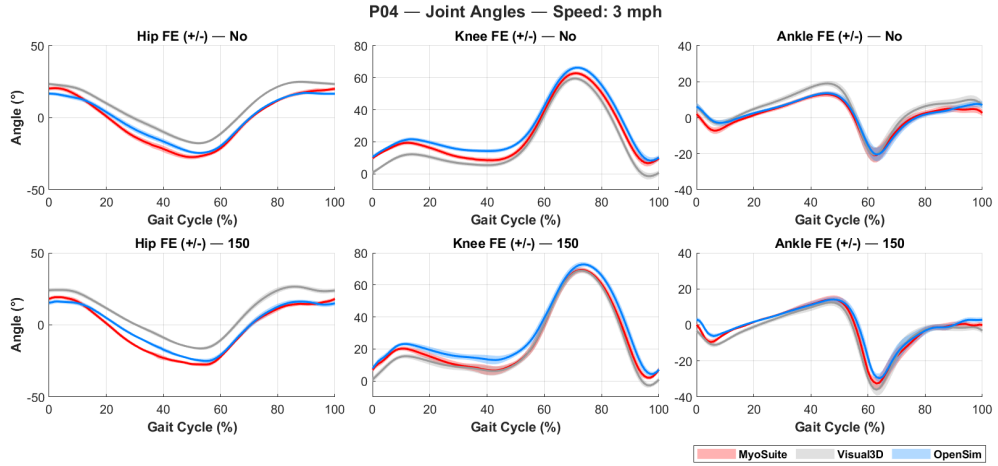 P04 — Joint Angles — Speed: 3 mph
Hip FE (+/-) — No
Knee FE (+/-) — No
Ankle FE (+/-) — No
50
0
-50
Angle (°)
0 20 40 60 80 100
Gait Cycle (%)
80
60
40
20
0
0 20 40 60 80 100
Gait Cycle (%)
40
20
0
-20
-40
0 20 40 60 80 100
Gait Cycle (%)
Hip FE (+/-) — 150
Knee FE (+/-) — 150
Ankle FE (+/-) — 150
50
0
-50
Angle (°)
0 20 40 60 80 100
Gait Cycle (%)
80
60
40
20
0
0 20 40 60 80 100
Gait Cycle (%)
40
20
0
-20
-40
0 20 40 60 80 100
Gait Cycle (%)
MyoSuite Visual3D OpenSim